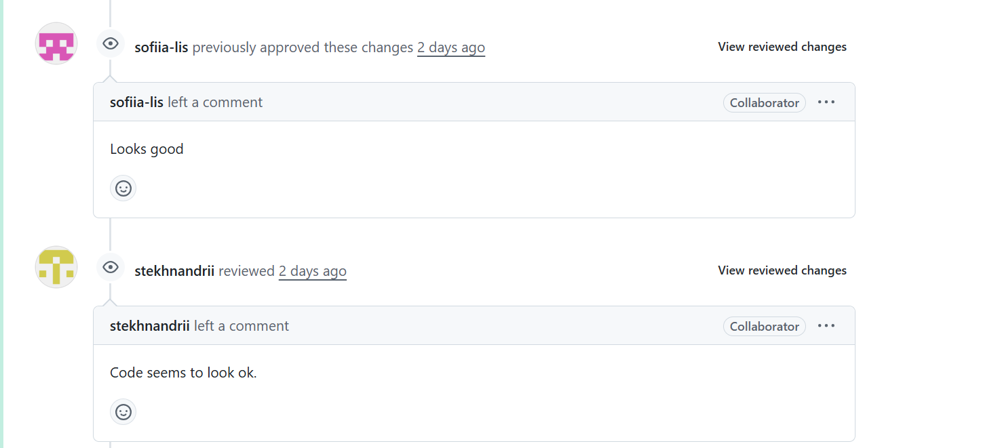 sofiia-lis previously approved these changes 2 days ago View reviewed changes
sofiia-lis left a comment Collaborator
Looks good
stekhnandrii reviewed 2 days ago View reviewed changes
stekhnandrii left a comment Collaborator
Code seems to look ok.